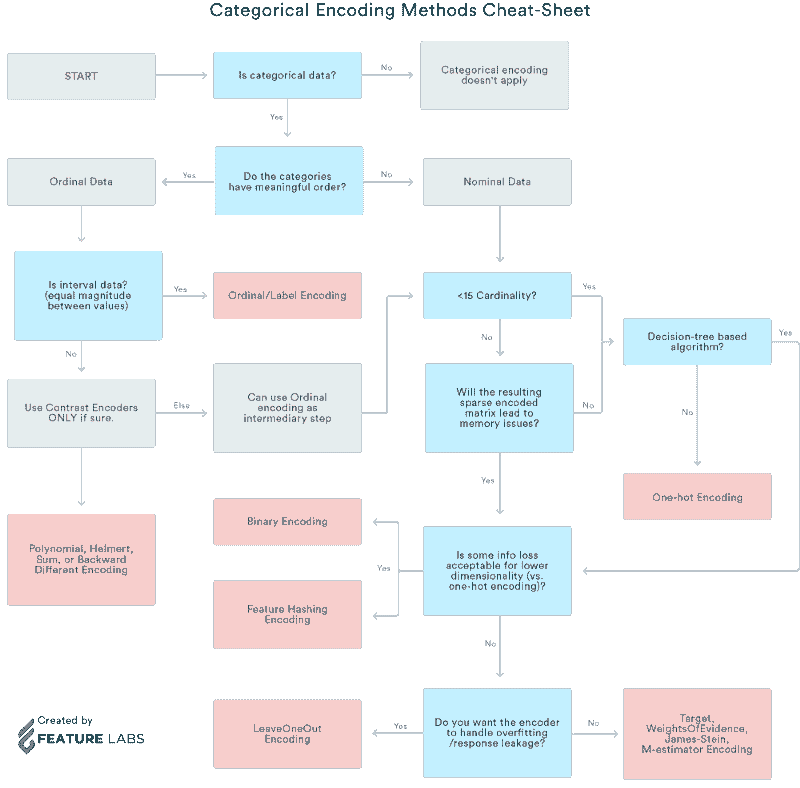 Categorical Encoding Methods Cheat-Sheet
START
Is categorical data?
No
Categorical encoding
doesn't apply
Yes
Ordinal Data
Yes
Do the categories
have meaningful order?
No
Nominal Data
Is interval data?
(equal magnitude
between values)
Yes
Ordinal/Label Encoding
<15 Cardinality?
Yes
No
Decision-tree based
algorithm?
Yes
No
Use Contrast Encoders
ONLY if sure.
Else
Can use Ordinal
encoding as
intermediary step
Will the resulting
sparse encoded
matrix lead to
memory issues?
No
No
One-hot Encoding
Yes
Polynomial, Helmert,
Sum, or Backward
Different Encoding
Binary Encoding
Yes
Feature Hashing
Encoding
Is some info loss
acceptable for lower
dimensionality (vs.
one-hot encoding)?
No
LeaveOneOut
Encoding
Yes
Do you want the encoder
to handle overfitting
/response leakage?
No
Target,
WeightsOfEvidence,
James-Stein,
M-estimator Encoding
Created by
FEATURE LABS